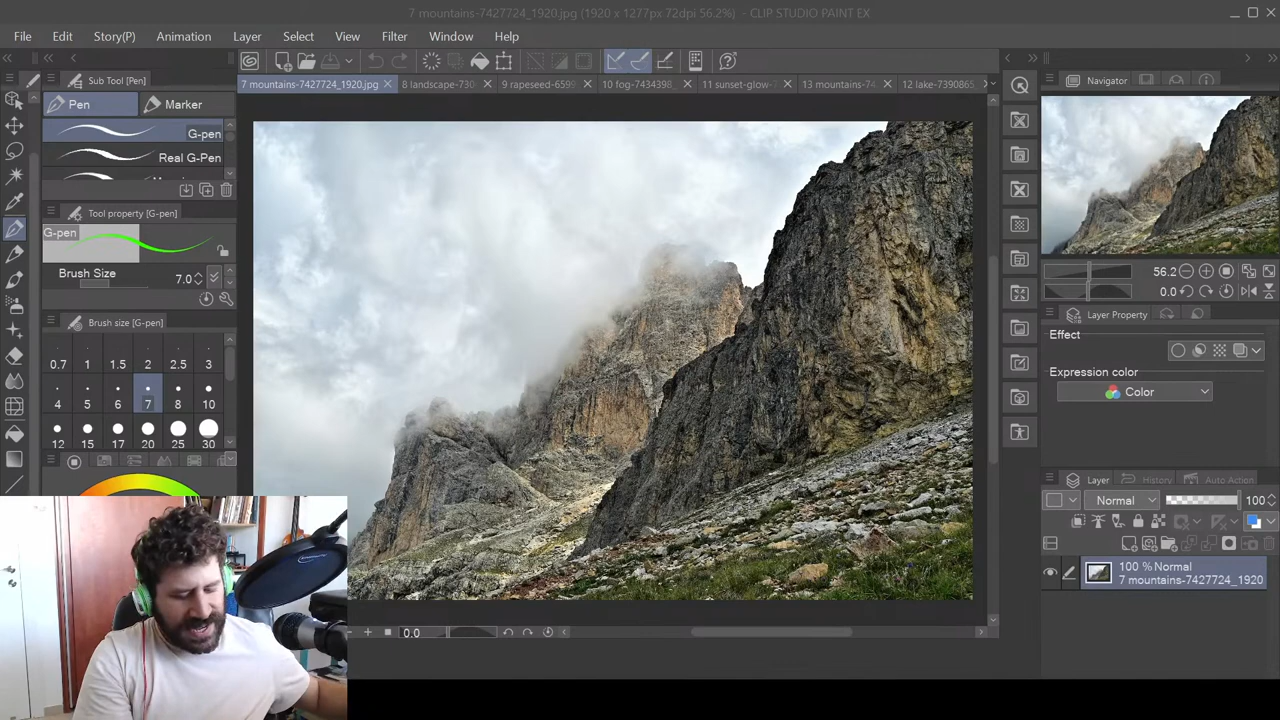 7 mountains-7427724_1920.jpg (1920 x 1277px 72dpi 56.2%) - CLIP STUDIO PAINT EX
File Edit Story(P) Animation Layer Select View Filter Window Help
Sub Tool [Pen]
7 mountains-7427724_1920.jpg 8 landscape-730 9 rapeseed-6599 10 fog-7434398_ 11 sunset-glow- 13 mountains-74 12 lake-7390865
Navigator
Pen Marker
G-pen
Real G-Pen
Tool property [G-pen]
G-pen
Brush Size 7.0
56.2
0.0
Layer Property
Effect
Expression color
Color
Brush size [G-pen]
0.7 1 1.5 2 2.5 3
4 5 6 7 8 10
12 15 17 20 25 30
Layer History Auto Action
Normal 100
100 % Normal
7 mountains-7427724_1920
0.0